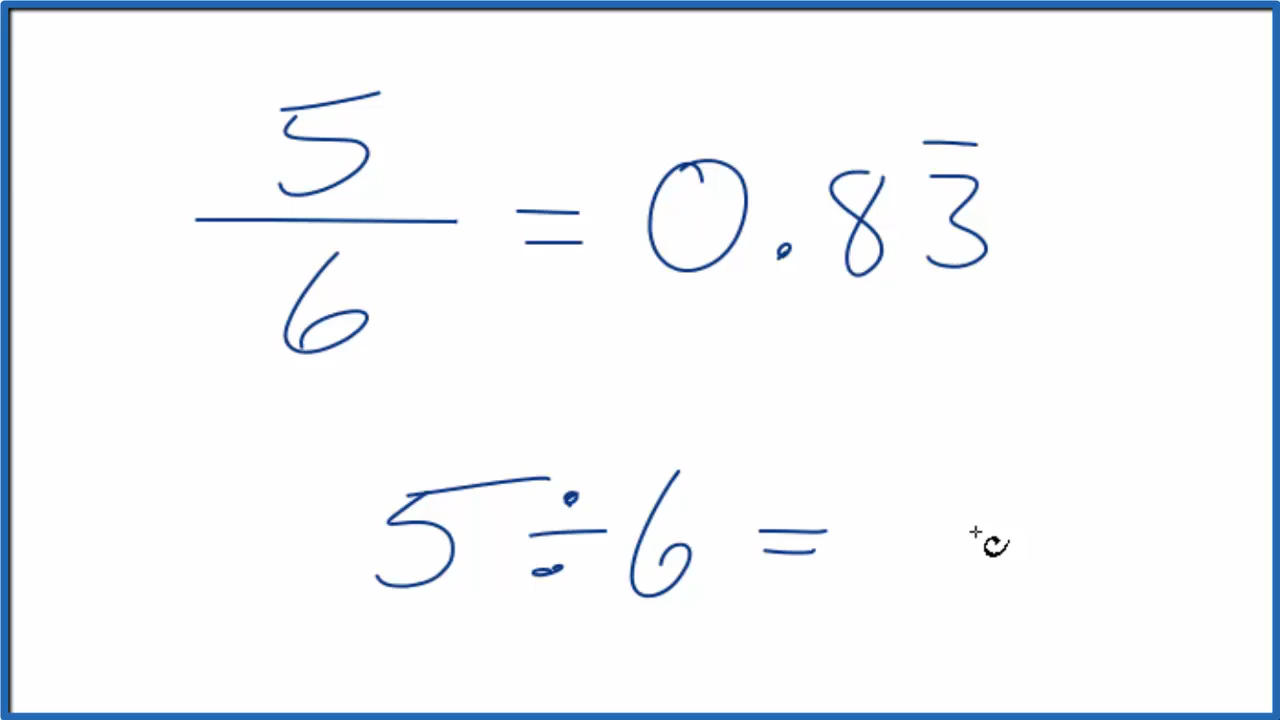 5/6 = 0.83̅
5 ÷ 6 =